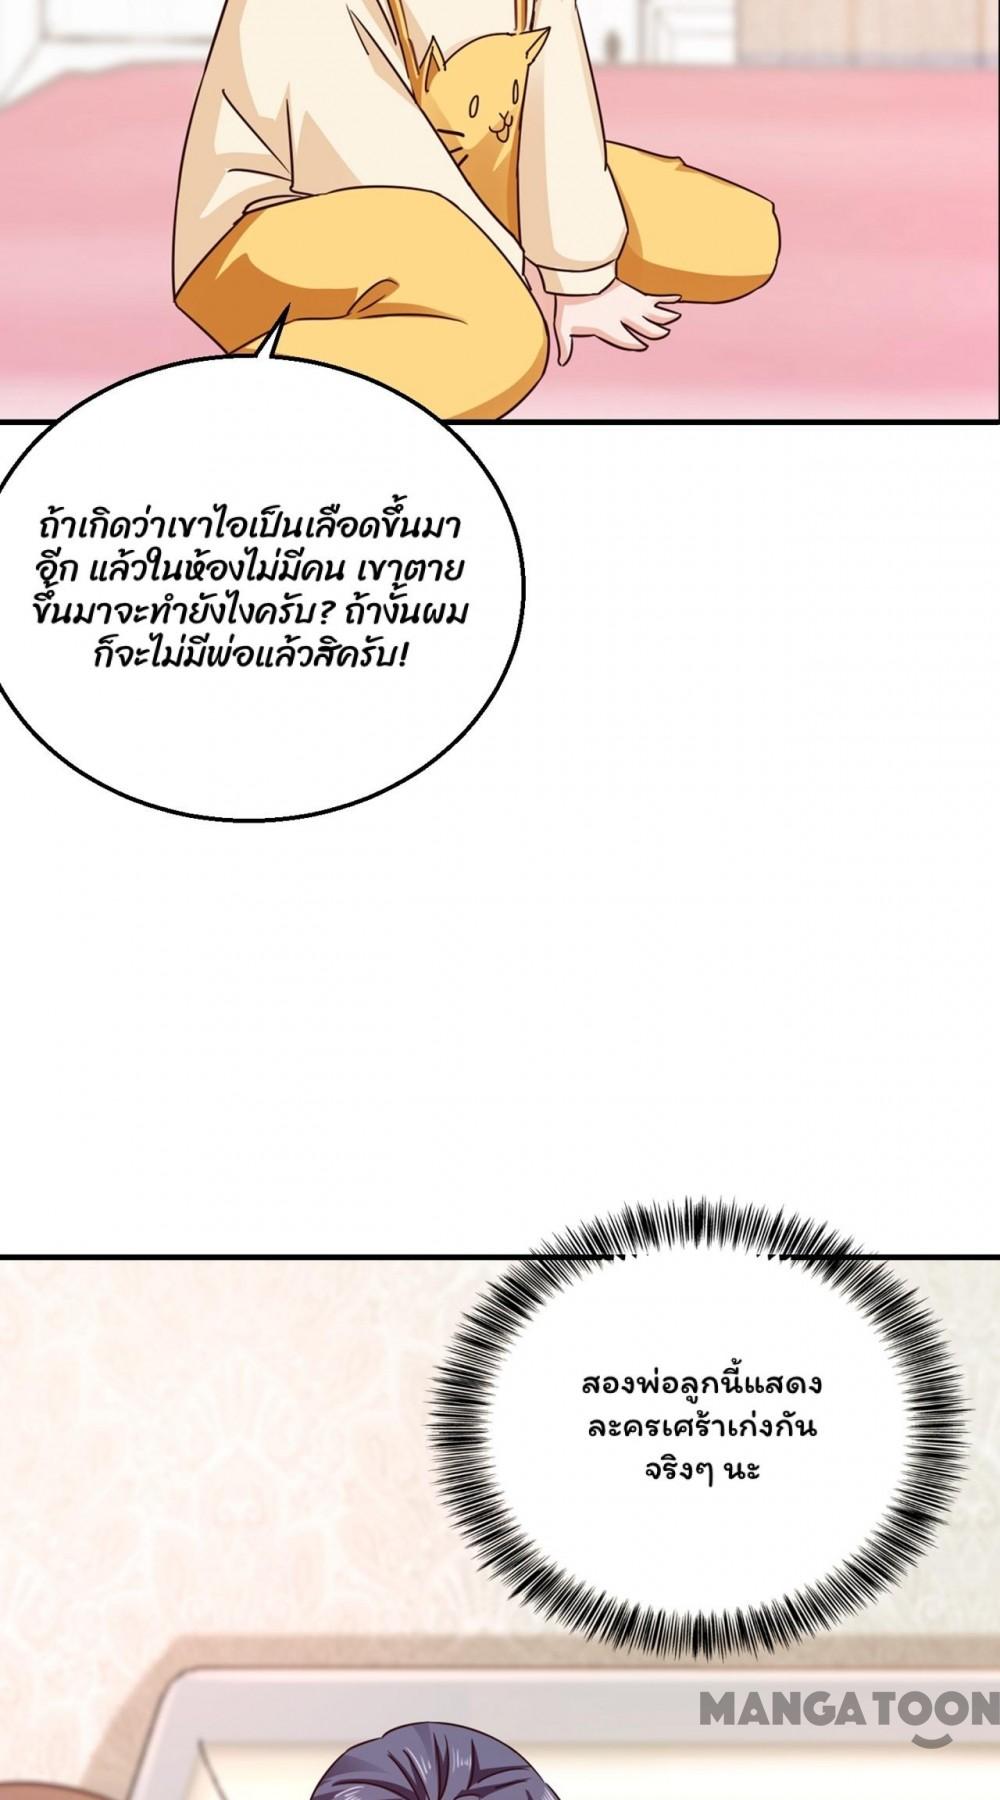 ถ้าเกิดว่าเขาไอเป็นเลือดขึ้นมา
อีก แล้วในห้องไม่มีคน เขาตาย
ขึ้นมาจะทำยังไงครับ? ถ้างั้นผม
ก็จะไม่มีพ่อแล้วสิครับ!
สองพ่อลูกนี้แสดง
ละครเศร้าเก่งกัน
จริงๆ นะ
MANGATOON